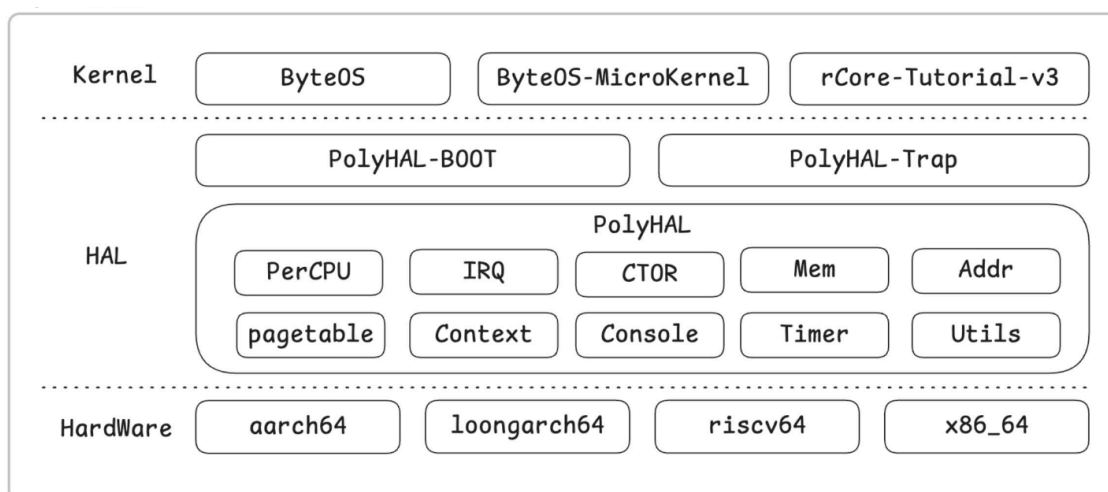 Kernel ByteOS ByteOS-MicroKernel rCore-Tutorial-v3
PolyHAL-BOOT PolyHAL-Trap
PolyHAL
HAL
PerCPU IRQ CTOR Mem Addr
pagetable Context Console Timer Utils
HardWare aarch64 loongarch64 riscv64 x86_64